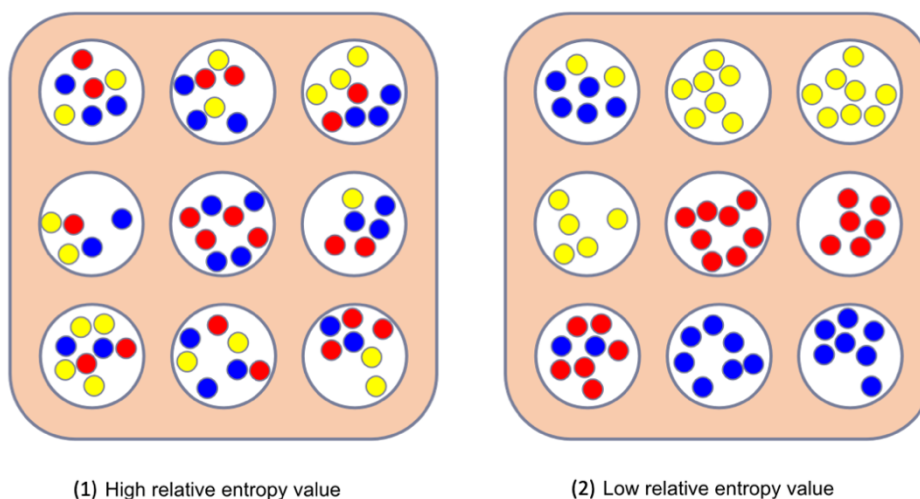 (1) High relative entropy value
(2) Low relative entropy value